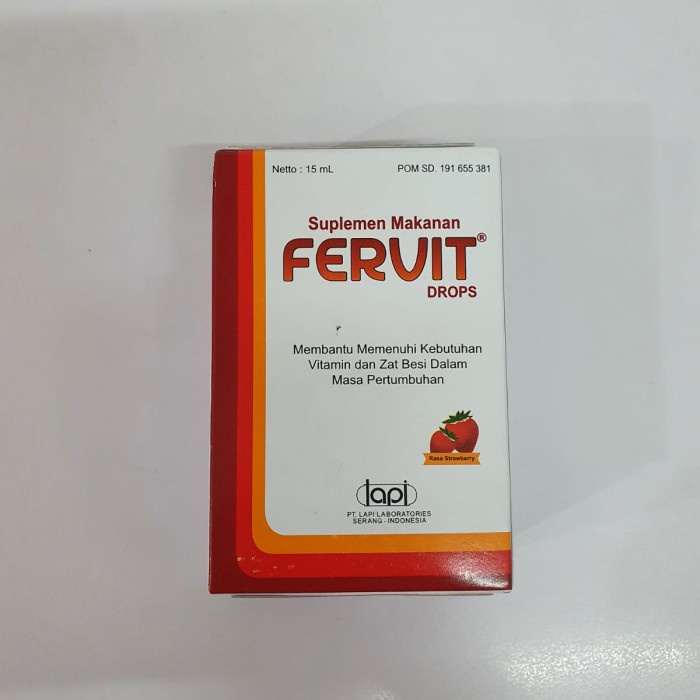 Netto : 15 mL
POM SD. 191 655 381
Suplemen Makanan
FERVIT®
DROPS
Membantu Memenuhi Kebutuhan
Vitamin dan Zat Besi Dalam
Masa Pertumbuhan
Rasa Strawberry
lapi
PT. LAPI LABORATORIES
SERANG - INDONESIA